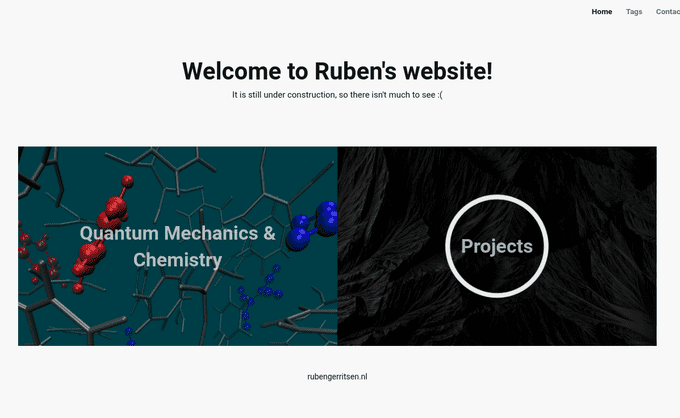 Home Tags Contac
Welcome to Ruben's website!
It is still under construction, so there isn't much to see :(
Quantum Mechanics &
Chemistry
Projects
rubengerritsen.nl